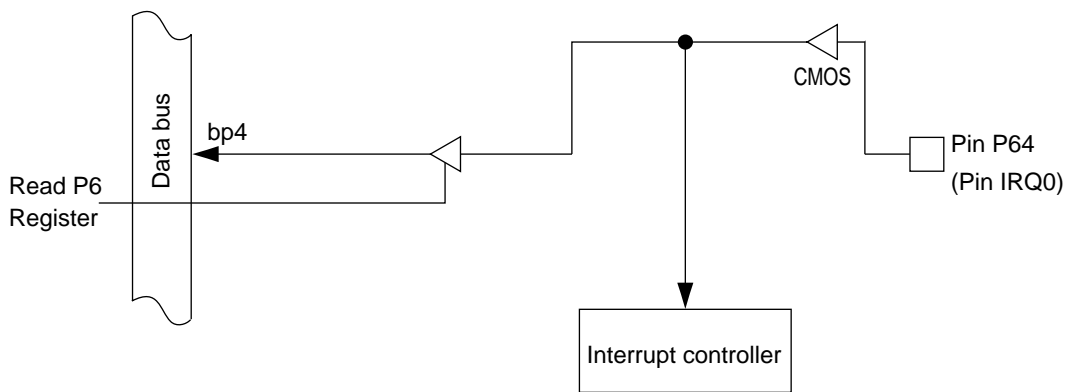 CMOS
Data bus
bp4
Pin P64
(Pin IRQ0)
Read P6
Register
Interrupt controller